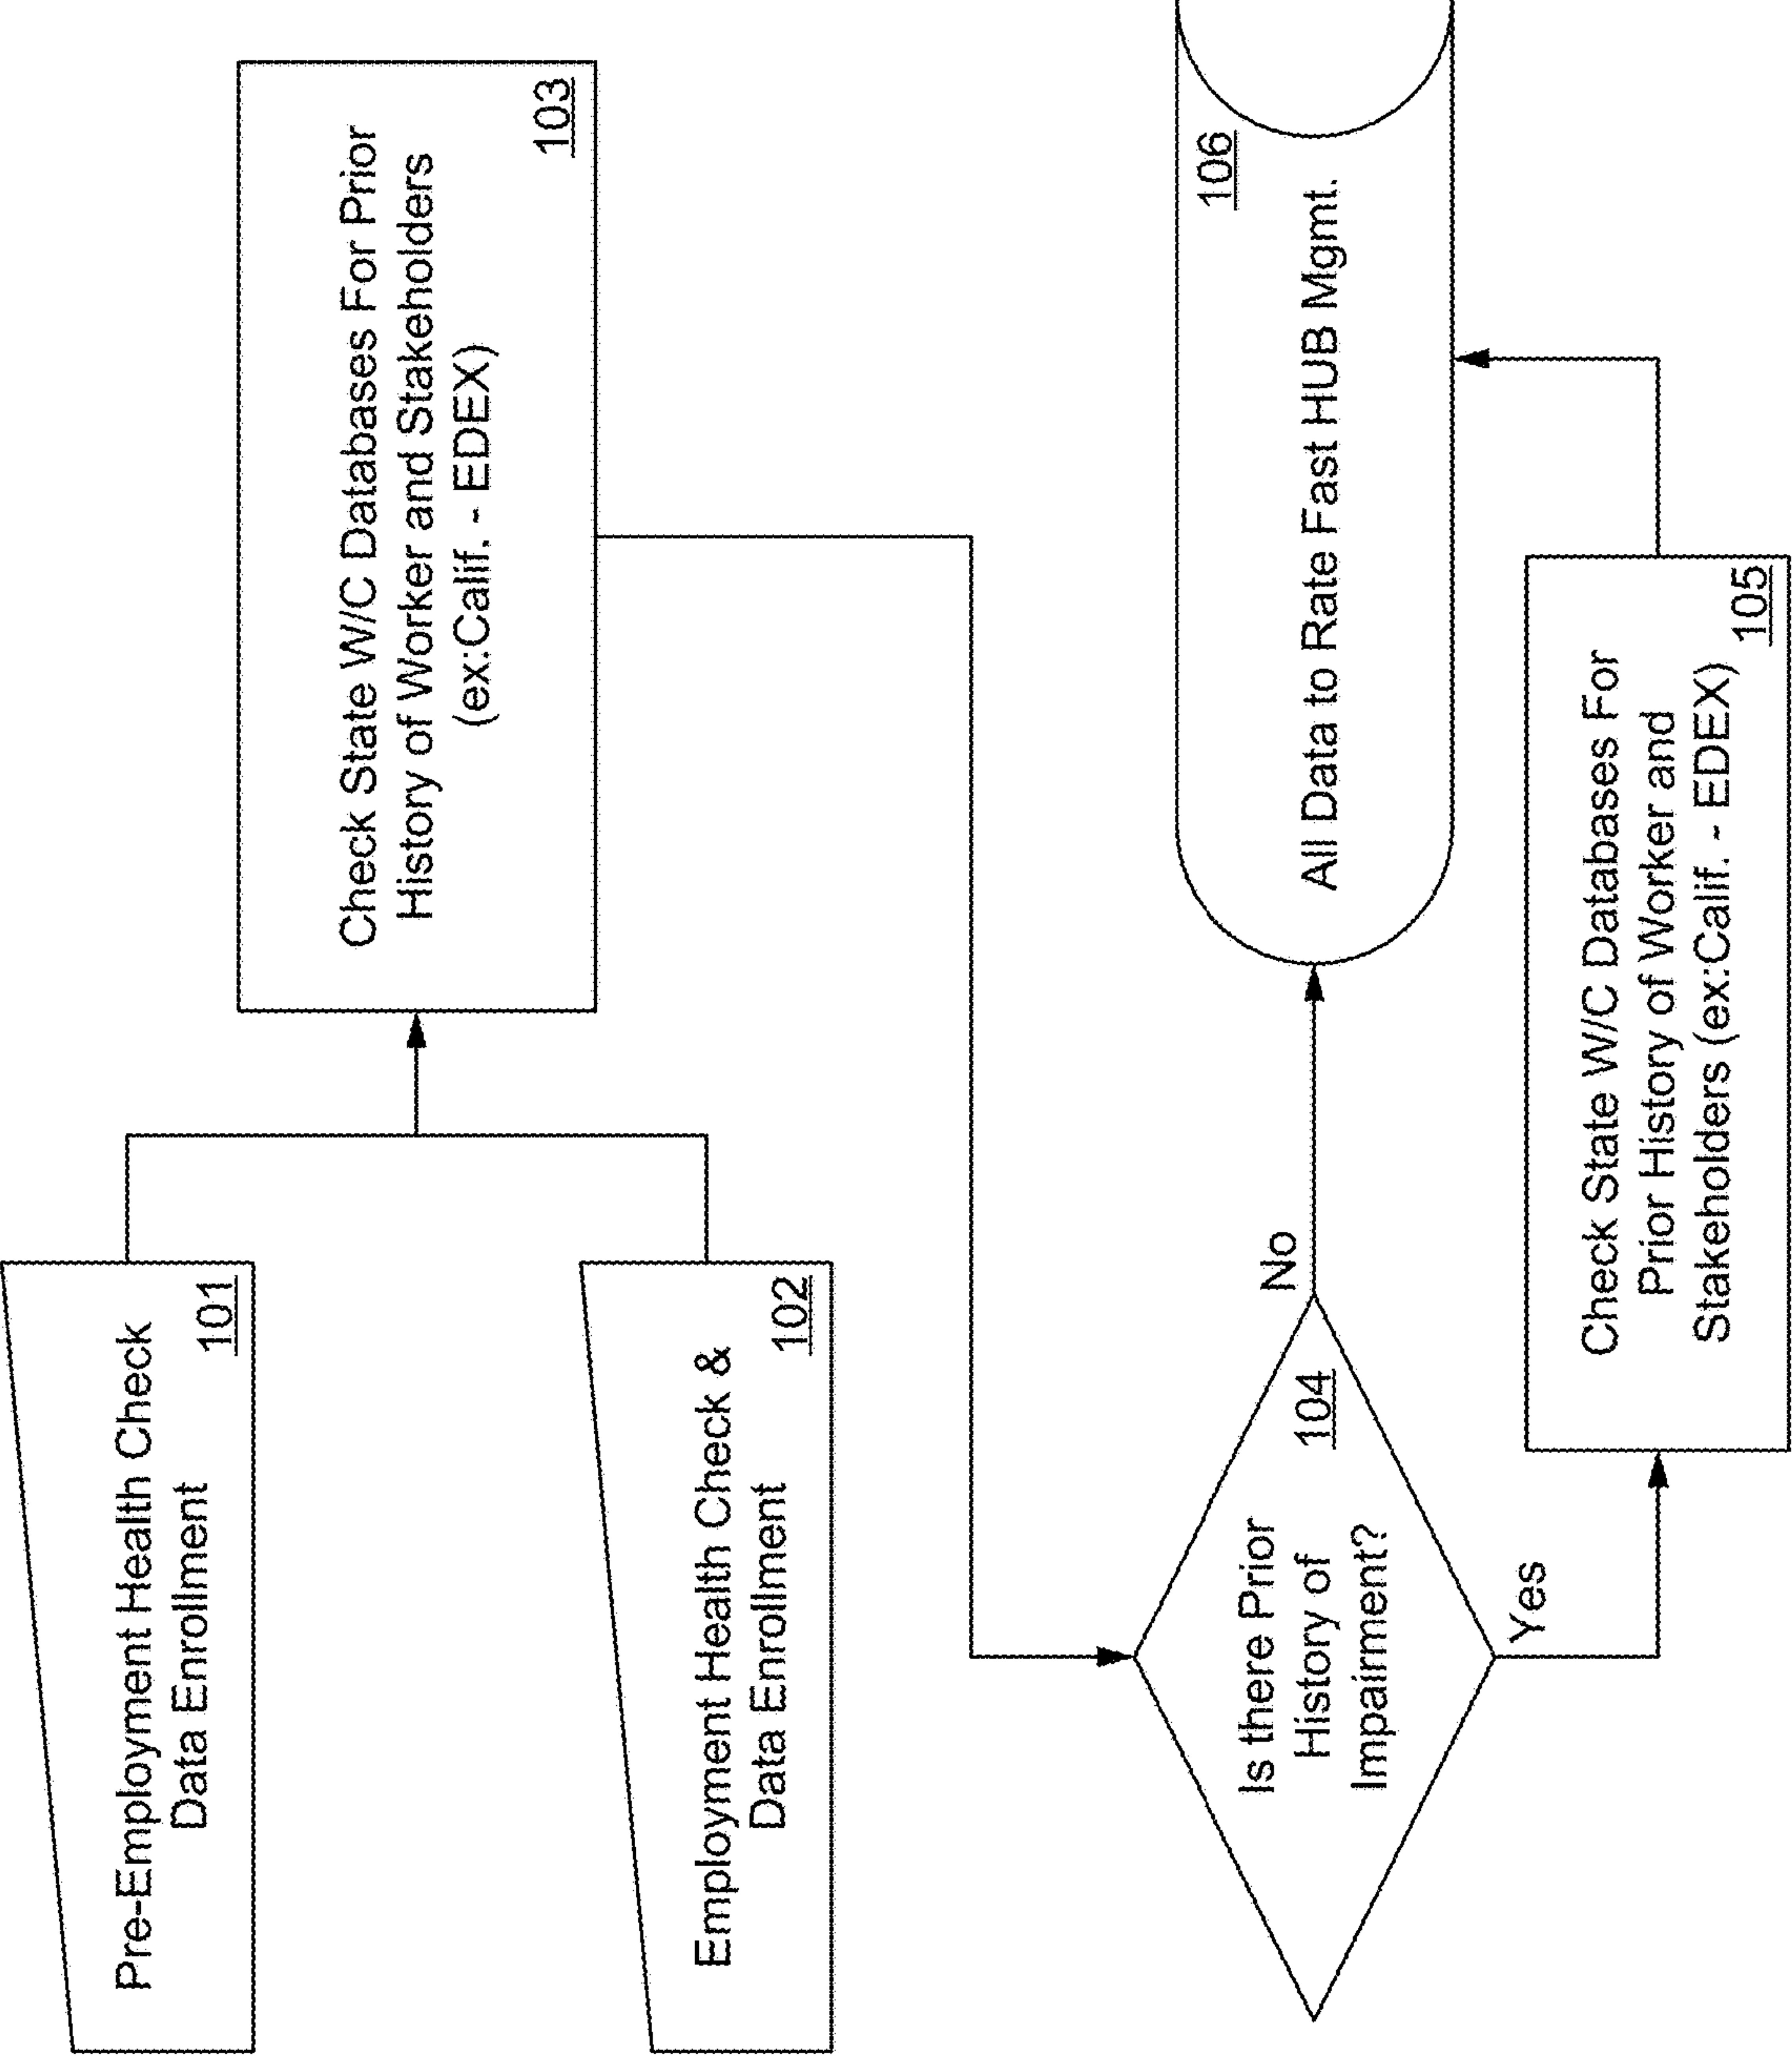 Pre-Employment Health Check
Data Enrollment
101
Employment Health Check &
Data Enrollment
102
Check State W/C Databases For Prior
History of Worker and Stakeholders
(ex:Calif. - EDEX)
103
Is there Prior
History of
Impairment?
104
No
Yes
Check State W/C Databases For
Prior History of Worker and
Stakeholders (ex:Calif. - EDEX)
105
All Data to Rate Fast HUB Mgmt.
106